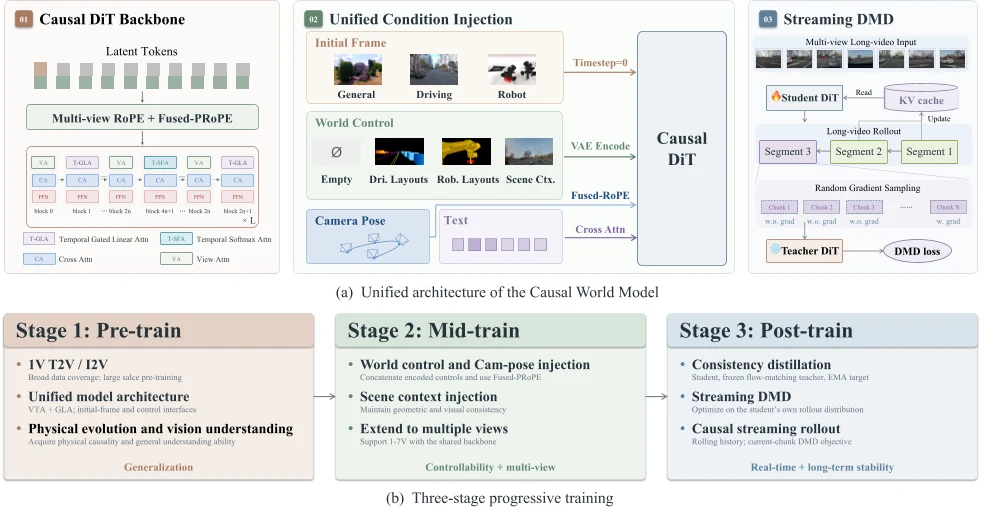 01 Causal DiT Backbone
Latent Tokens
Multi-view RoPE + Fused-PRoPE
VA T-GLA VA T-SFA VA T-GLA
CA CA CA CA CA CA
FFN FFN FFN FFN FFN FFN
block 0 block 1 ··· block 2n block 4n+1 ··· block 2n block 2n+1
× L
T-GLA Temporal Gated Linear Attn T-SFA Temporal Softmax Attn
CA Cross Attn VA View Attn
02 Unified Condition Injection
Initial Frame
General Driving Robot
Timestep=0
World Control
Ø
Empty Dri. Layouts Rob. Layouts Scene Ctx.
VAE Encode
Camera Pose
Text
Fused-RoPE
Cross Attn
Causal
DiT
03 Streaming DMD
Multi-view Long-video Input
Student DiT
Read
KV cache
Update
Long-video Rollout
Segment 3 Segment 2 Segment 1
Random Gradient Sampling
Chunk 1 Chunk 2 Chunk 3 ······ Chunk N
w.o. grad w.o. grad w.o. grad w. grad
Teacher DiT DMD loss
(a) Unified architecture of the Causal World Model
Stage 1: Pre-train
• 1V T2V / I2V
Broad data coverage; large salce pre-training
• Unified model architecture
VTA + GLA; initial-frame and control interfaces
• Physical evolution and vision understanding
Acquire physical causality and general understanding ability
Generalization
Stage 2: Mid-train
• World control and Cam-pose injection
Concatenate encoded controls and use Fused-PRoPE
• Scene context injection
Maintain geometric and visual consistency
• Extend to multiple views
Support 1-7V with the shared backbone
Controllability + multi-view
Stage 3: Post-train
• Consistency distillation
Student, frozen flow-matching teacher, EMA target
• Streaming DMD
Optimize on the student's own rollout distribution
• Causal streaming rollout
Rolling history; current-chunk DMD objective
Real-time + long-term stability
(b) Three-stage progressive training